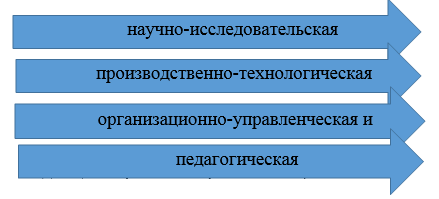 научно-исследовательская
производственно-технологическая
организационно-управленческая и
педагогическая